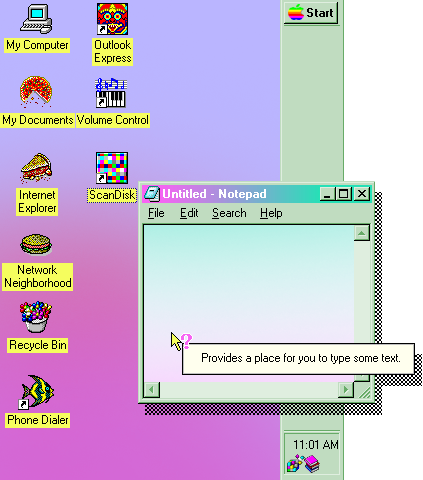 My Computer
Outlook
Express
Start
My Documents
Volume Control
Internet
Explorer
ScanDisk
Untitled - Notepad
File Edit Search Help
Network
Neighborhood
?
Provides a place for you to type some text.
Recycle Bin
Phone Dialer
11:01 AM